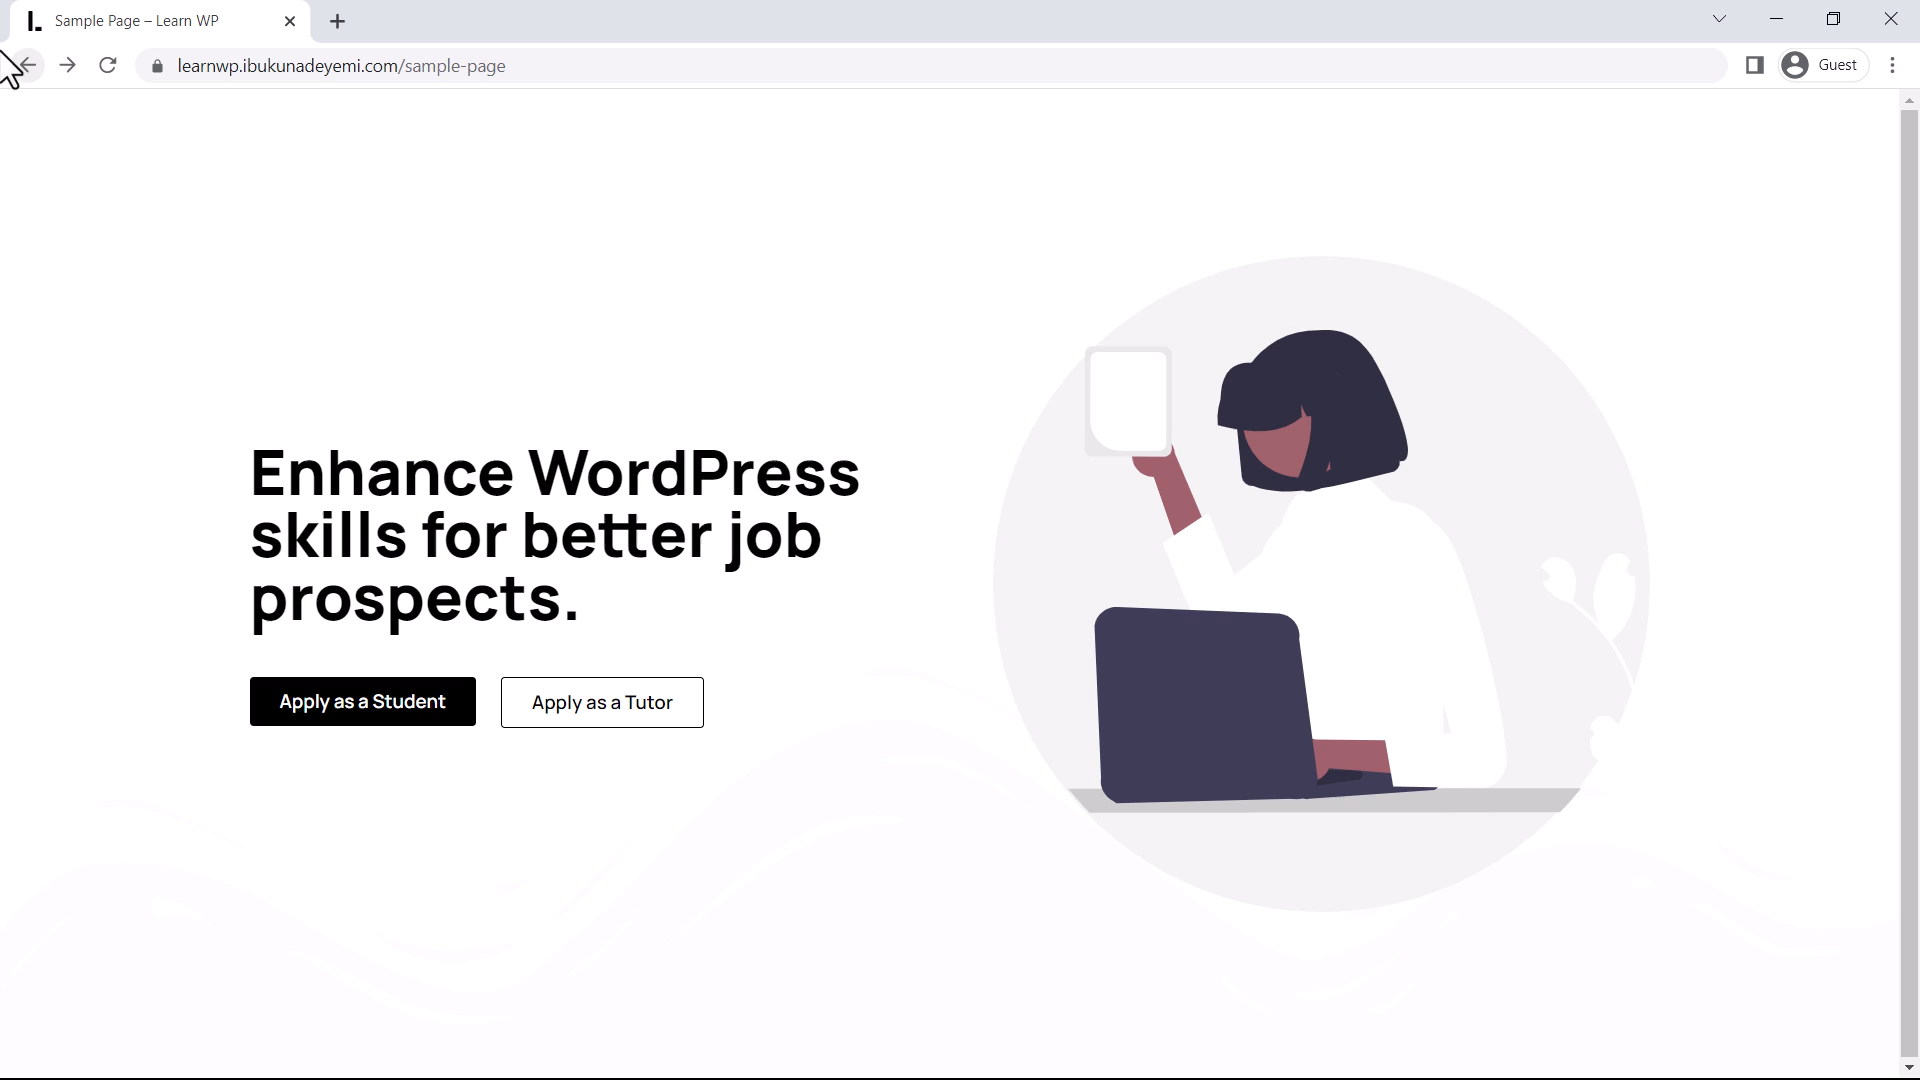 Sample Page – Learn WP
learnwp.ibukunadeyemi.com/sample-page
Guest
Enhance WordPress
skills for better job
prospects.
Apply as a Student
Apply as a Tutor